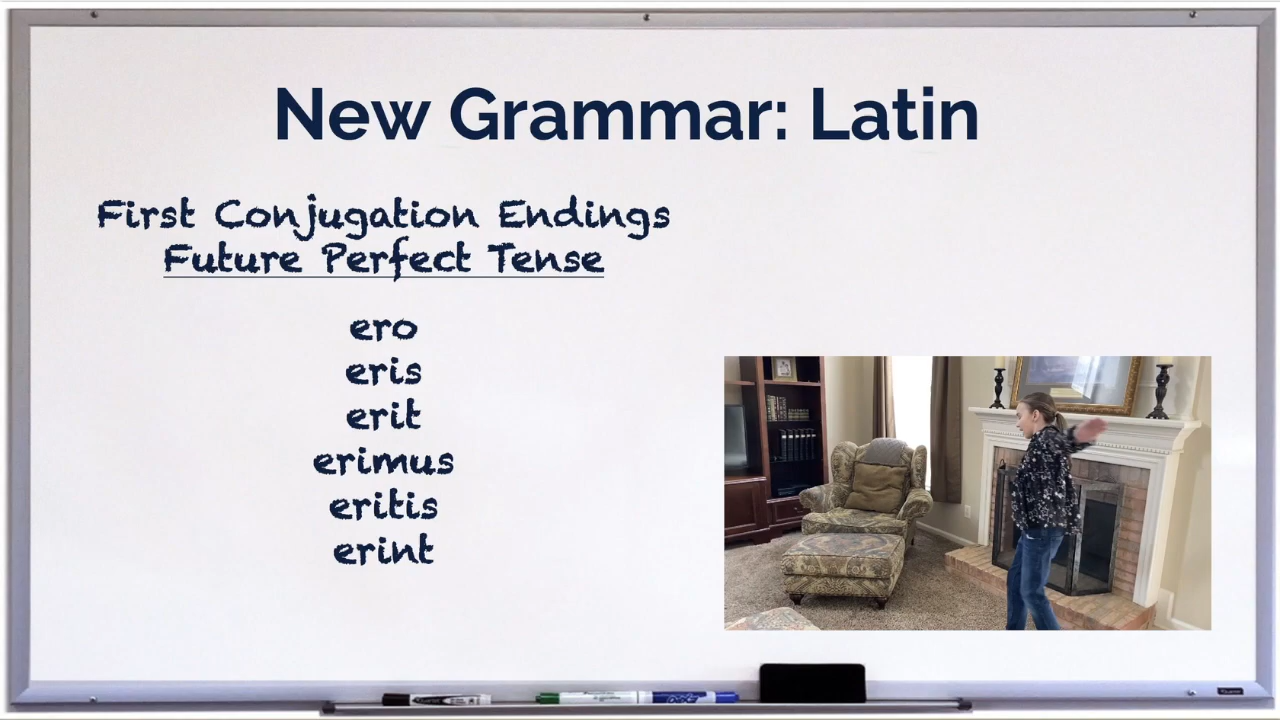 New Grammar: Latin
First Conjugation Endings
Future Perfect Tense
ero
eris
erit
erimus
eritis
erint